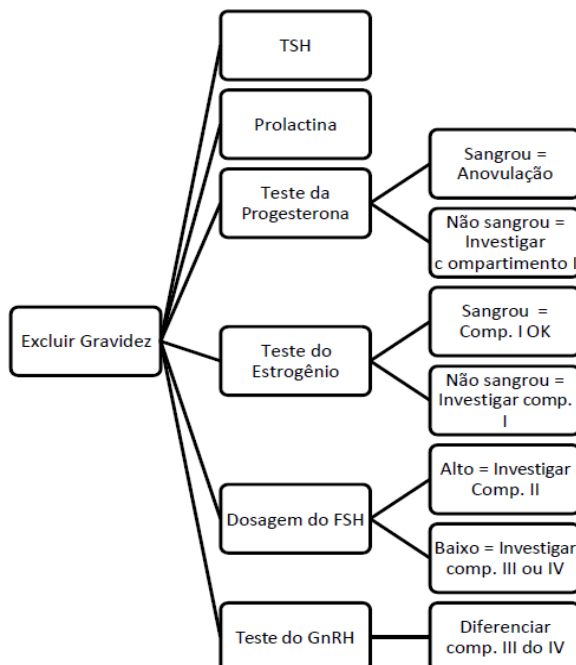 Excluir Gravidez
TSH
Prolactina
Teste da
Progesterona
Sangrou =
Anovulação
Não sangrou =
Investigar
c ompartimento I
Teste do
Estrogênio
Sangrou =
Comp. I OK
Não sangrou =
Investigar comp.
I
Dosagem do FSH
Alto = Investigar
Comp. II
Baixo = Investigar
comp. III ou IV
Teste do GnRH
Diferenciar
comp. III do IV